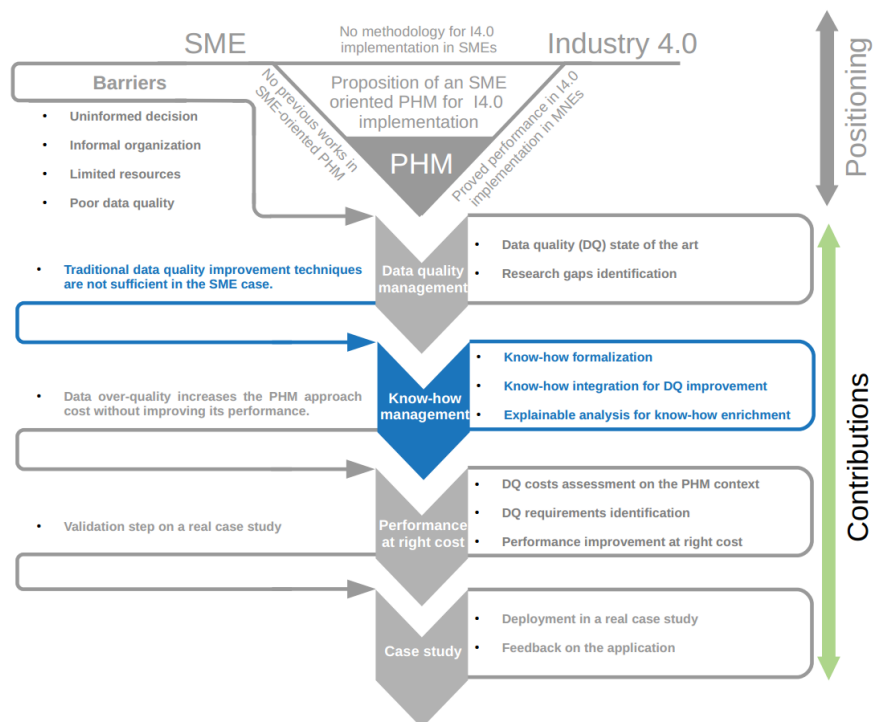 SME
No methodology for I4.0
implementation in SMEs
Industry 4.0
Positioning
Barriers
• Uninformed decision
• Informal organization
• Limited resources
• Poor data quality
No previous works in
SME-oriented PHM
Proposition of an SME
oriented PHM for I4.0
implementation
PHM
Proved performance in I4.0
implementation in MNEs
Contributions
Data quality
management
• Data quality (DQ) state of the art
• Research gaps identification
• Traditional data quality improvement techniques
are not sufficient in the SME case.
Know-how
management
• Know-how formalization
• Know-how integration for DQ improvement
• Explainable analysis for know-how enrichment
• Data over-quality increases the PHM approach
cost without improving its performance.
Performance
at right cost
• DQ costs assessment on the PHM context
• DQ requirements identification
• Performance improvement at right cost
• Validation step on a real case study
Case study
• Deployment in a real case study
• Feedback on the application